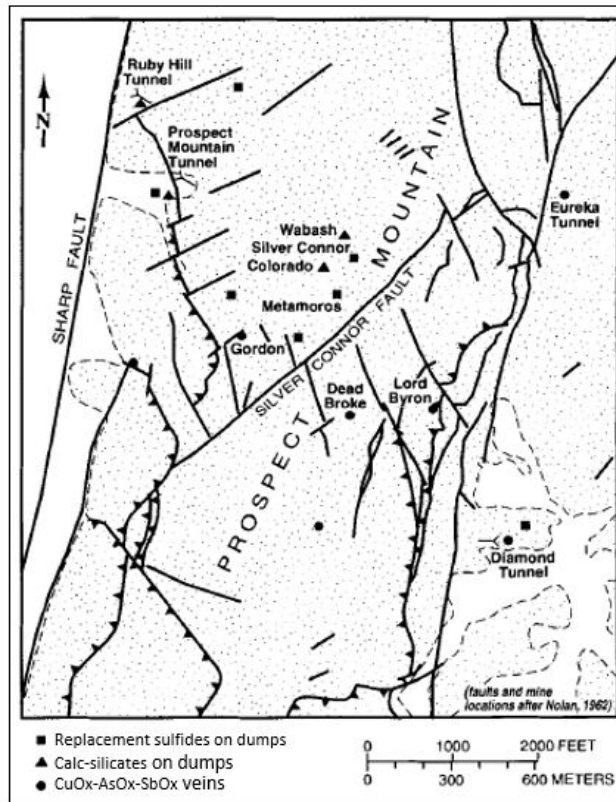 Ruby Hill
Tunnel
N
Prospect
Mountain
Tunnel
MOUNTAIN
Eureka
Tunnel
Wabash
Silver Connor
Colorado
SHARP FAULT
Metamoros
Gordon
SILVER CONNOR FAULT
Dead
Broke
Lord
Byron
PROSPECT
Diamond
Tunnel
(faults and mine
locations after Nolan, 1962)
Replacement sulfides on dumps
Calc-silicates on dumps
CuOx-AsOx-SbOx veins
0 1000 2000 FEET
0 300 600 METERS